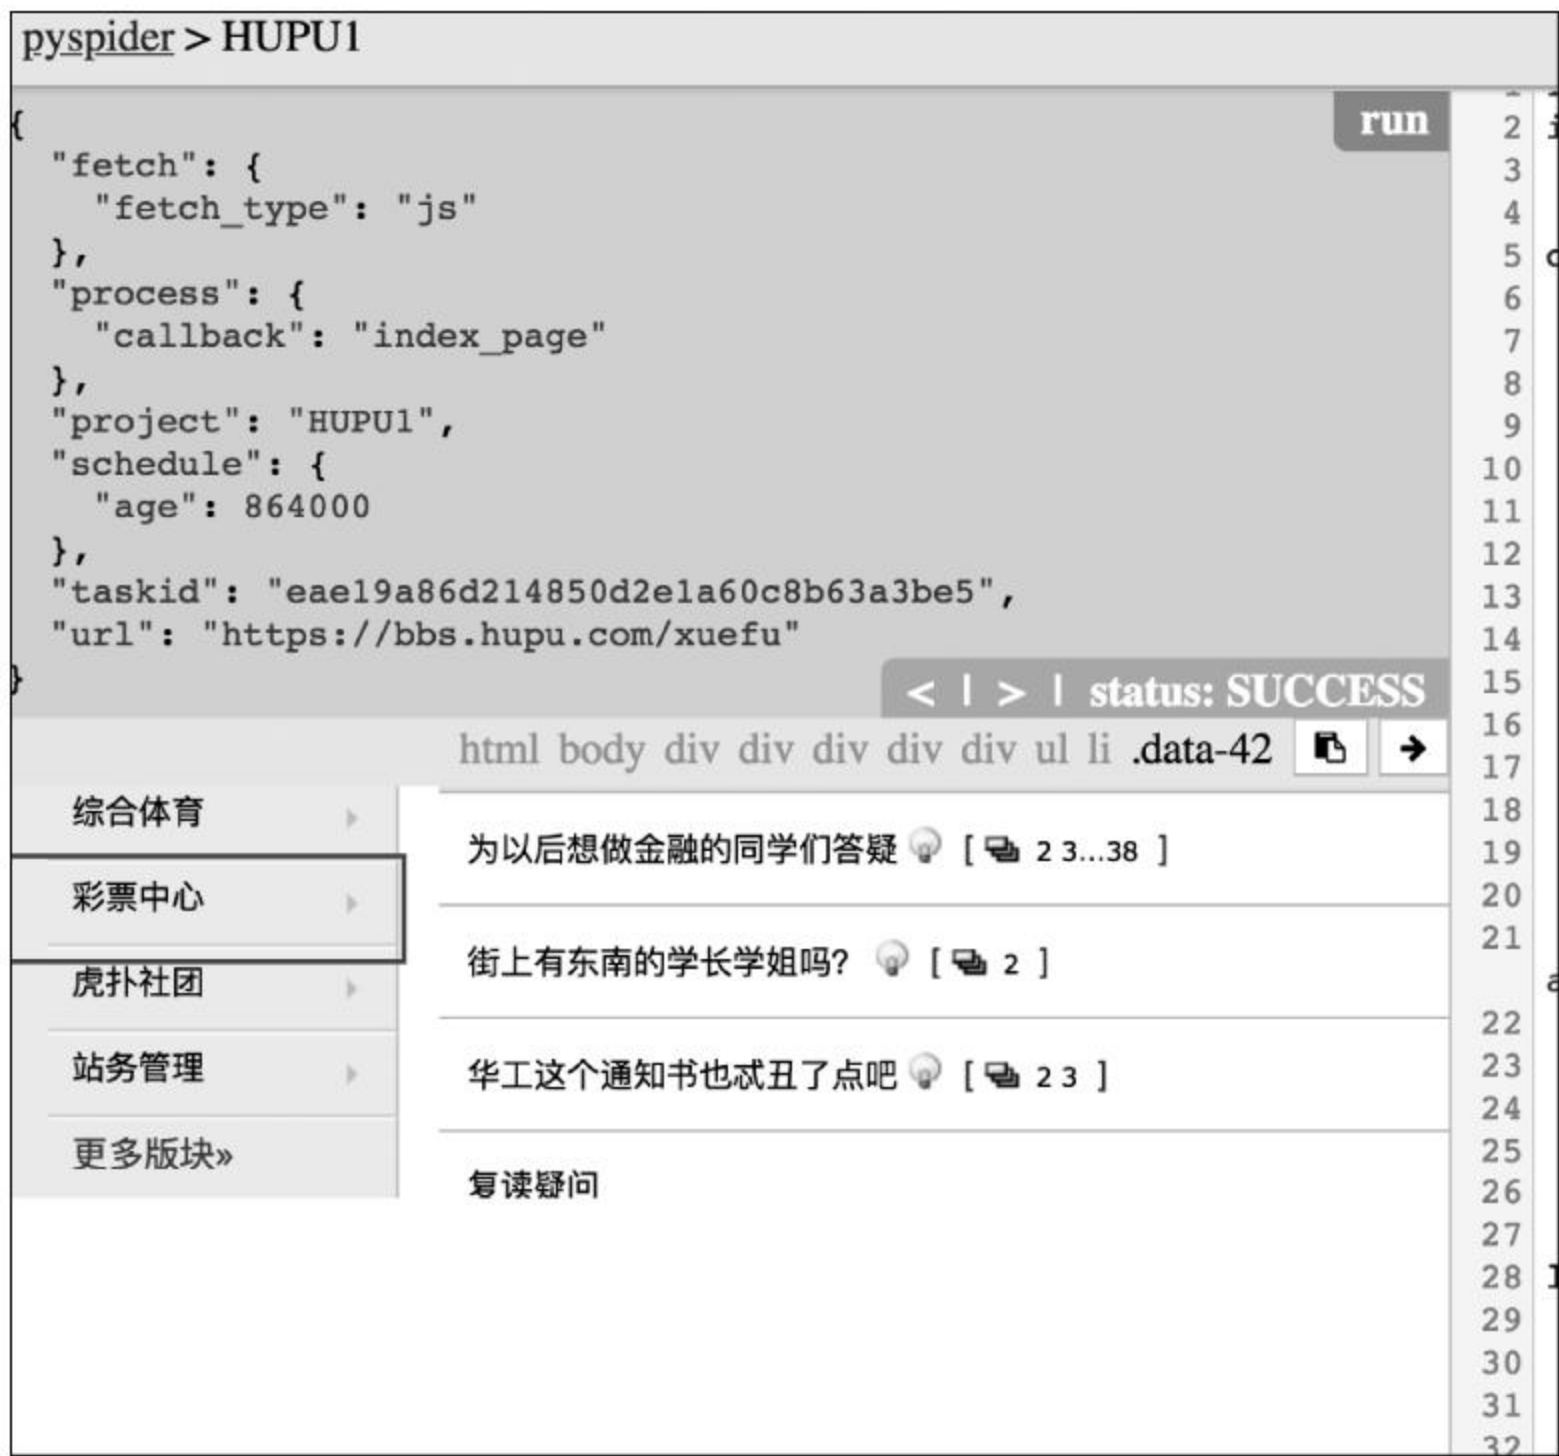 pyspider > HUPU1
{
run
"fetch": {
"fetch_type": "js"
},
"process": {
"callback": "index_page"
},
"project": "HUPU1",
"schedule": {
"age": 864000
},
"taskid": "eae19a86d214850d2e1a60c8b63a3be5",
"url": "https://bbs.hupu.com/xuefu"
}
< | > | status: SUCCESS
html body div div div div div ul li .data-42
综合体育
彩票中心
虎扑社团
站务管理
更多版块»
为以后想做金融的同学们答疑 [ 2 3...38 ]
街上有东南的学长学姐吗? [ 2 ]
华工这个通知书也忒丑了点吧 [ 2 3 ]
复读疑问
2
3
4
5
6
7
8
9
10
11
12
13
14
15
16
17
18
19
20
21
22
23
24
25
26
27
28
29
30
31
32